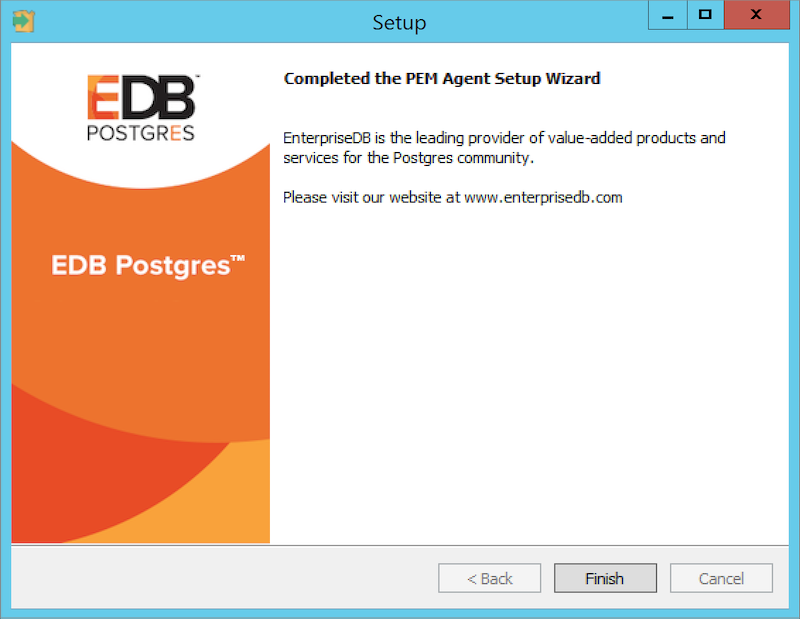 Setup
EDB™
POSTGRES
EDB Postgres™
Completed the PEM Agent Setup Wizard
EnterpriseDB is the leading provider of value-added products and
services for the Postgres community.
Please visit our website at www.enterprisedb.com
< Back
Finish
Cancel